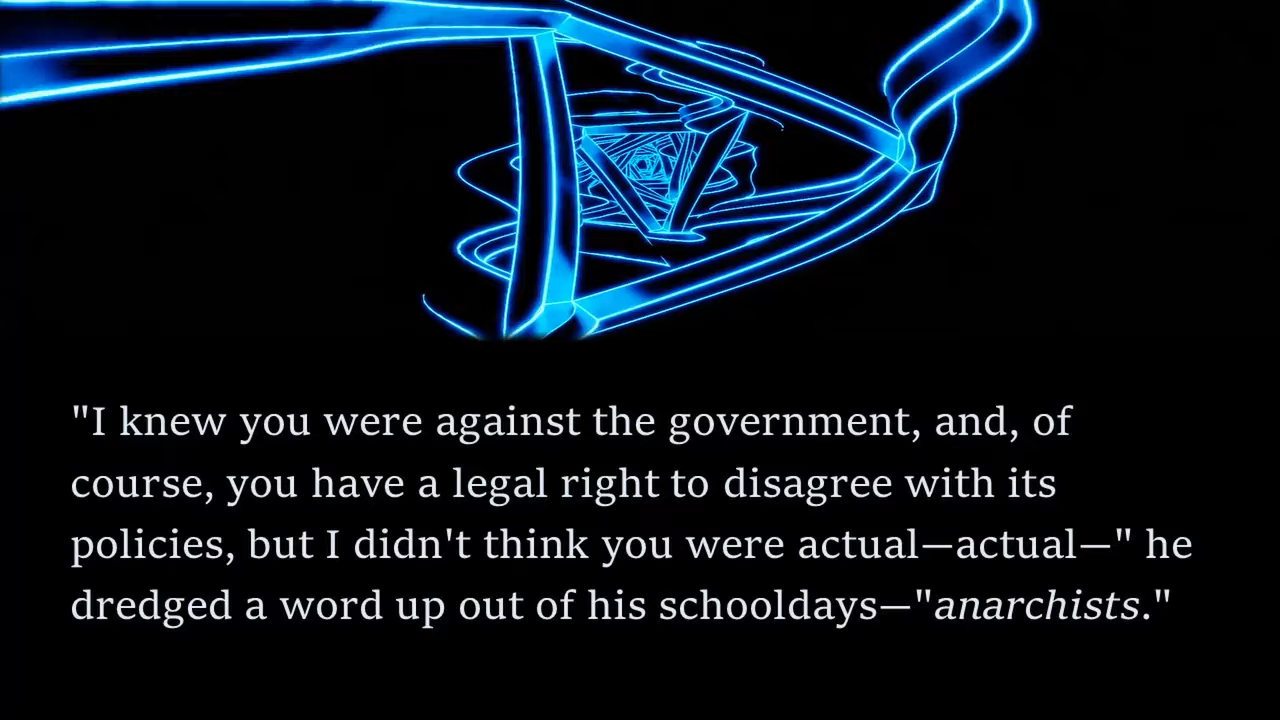 "I knew you were against the government, and, of
course, you have a legal right to disagree with its
policies, but I didn't think you were actual—actual—" he
dredged a word up out of his schooldays—"anarchists."